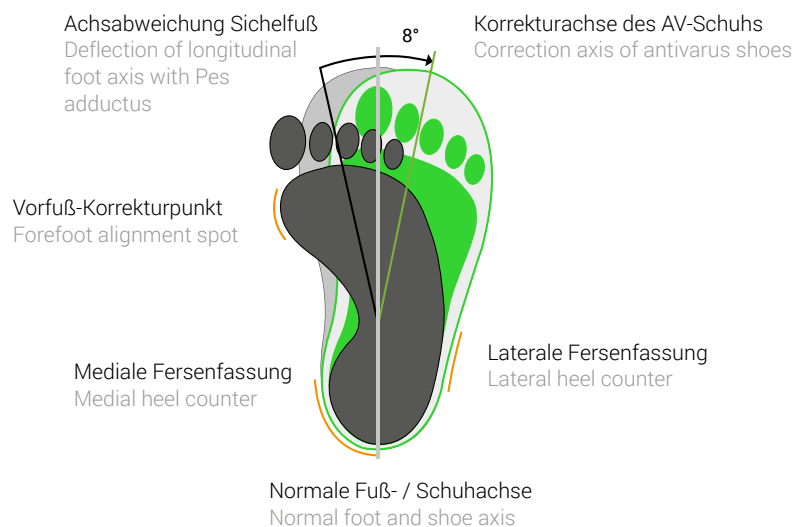 Achsabweichung Sichelfuß
Deflection of longitudinal
foot axis with Pes
adductus
8°
Korrekturachse des AV-Schuhs
Correction axis of antivarus shoes
Vorfuß-Korrekturpunkt
Forefoot alignment spot
Mediale Fersenfassung
Medial heel counter
Laterale Fersenfassung
Lateral heel counter
Normale Fuß- / Schuhachse
Normal foot and shoe axis